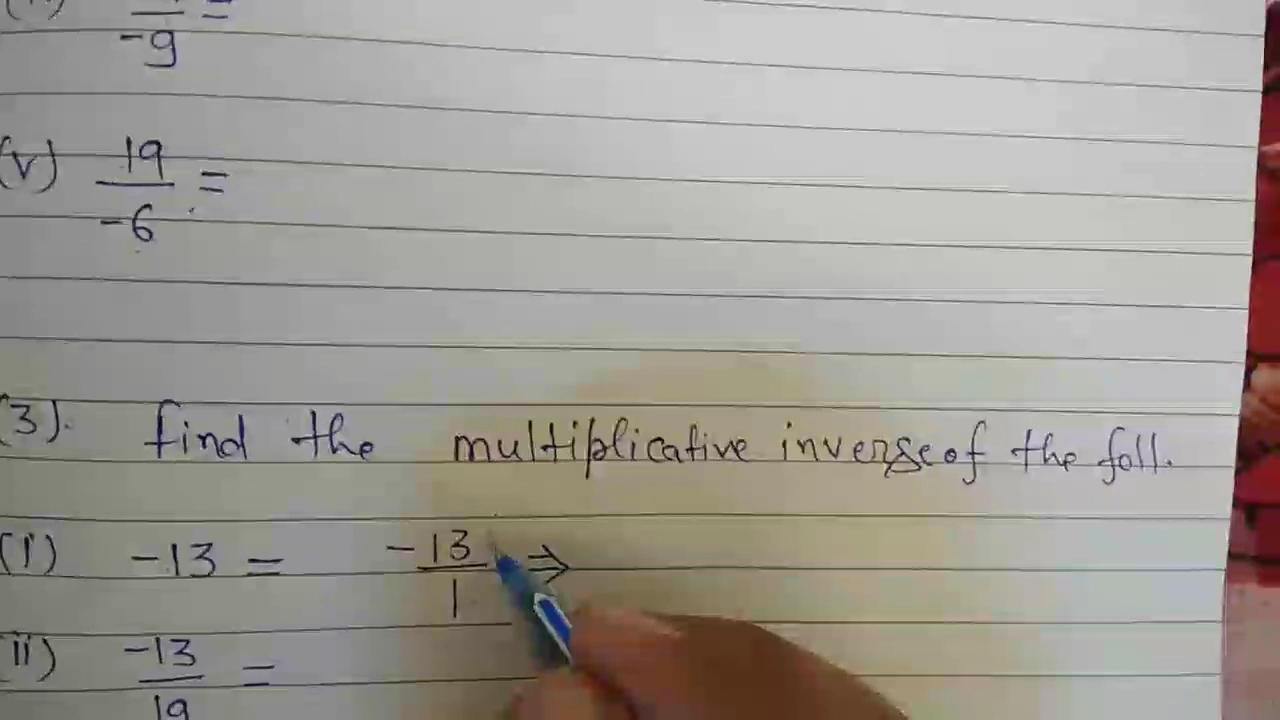 -9 =
(v) 19/-6 =
(3). find the multiplicative inverse of the foll.
(i) -13 = -13/1 ⇒
(ii) -13/19 =